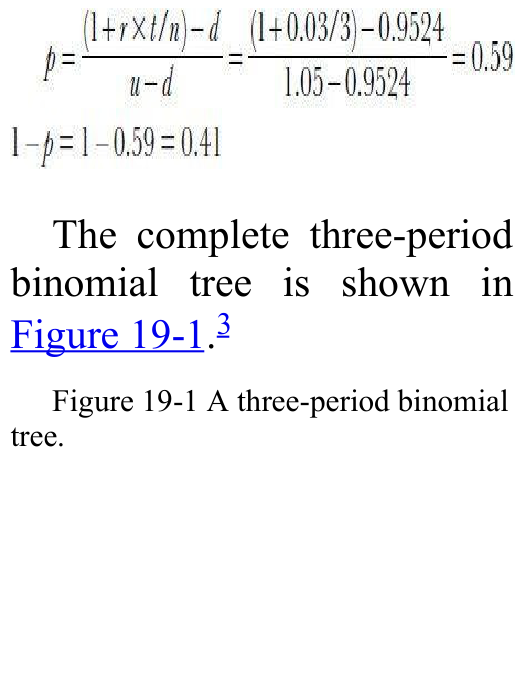 p = (1+r×t/n)−d / u−d = (1+0.03/3)−0.9524 / 1.05−0.9524 = 0.59
1−p = 1−0.59 = 0.41
The complete three-period
binomial tree is shown in
Figure 19-1.3
Figure 19-1 A three-period binomial
tree.